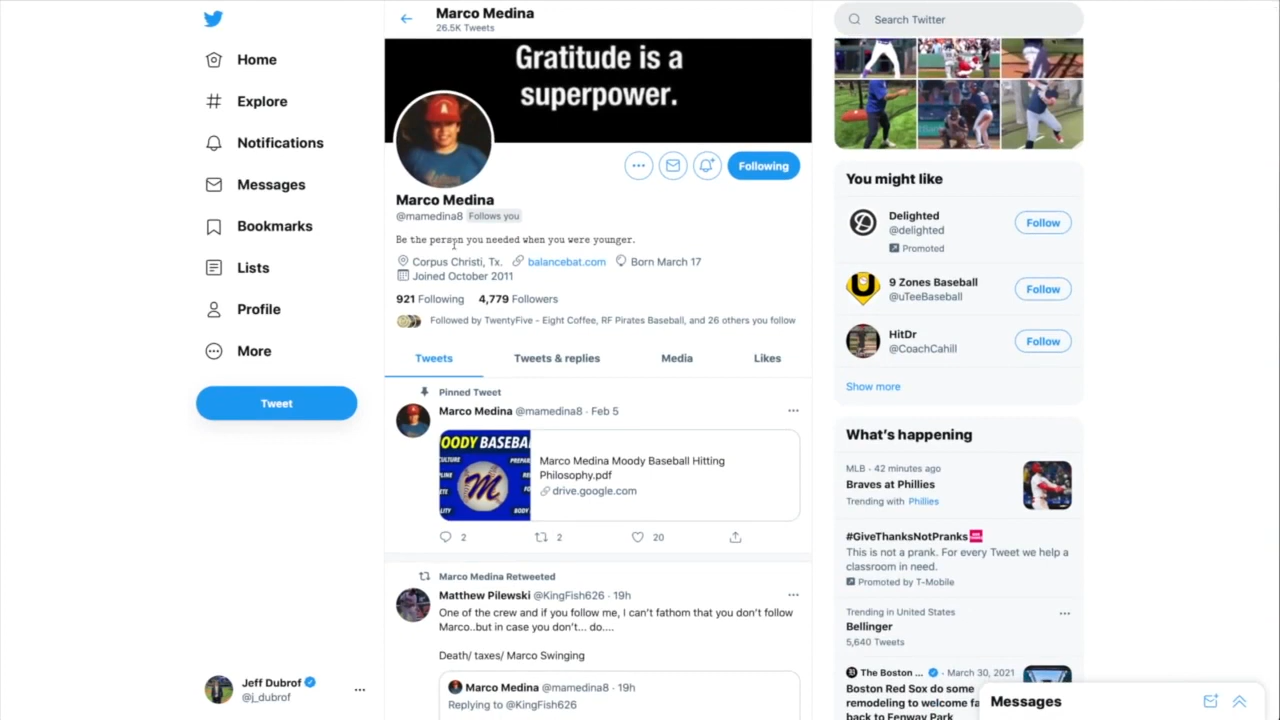 Home
Explore
Notifications
Messages
Bookmarks
Lists
Profile
More
Tweet
Jeff Dubrof
@j_dubrof
Marco Medina
26.5K Tweets
Gratitude is a
superpower.
Following
Marco Medina
@mamedina8 Follows you
Be the person you needed when you were younger.
Corpus Christi, Tx. balancebat.com Born March 17
Joined October 2011
921 Following 4,779 Followers
Followed by TwentyFive - Eight Coffee, RF Pirates Baseball, and 26 others you follow
Tweets Tweets & replies Media Likes
Pinned Tweet
Marco Medina @mamedina8 · Feb 5
OODY BASEBA
M
Marco Medina Moody Baseball Hitting
Philosophy.pdf
drive.google.com
2 2 20
Marco Medina Retweeted
Matthew Pilewski @KingFish626 · 19h
One of the crew and if you follow me, I can't fathom that you don't follow
Marco..but in case you don't... do....
Death/ taxes/ Marco Swinging
Marco Medina @mamedina8 · 19h
Replying to @KingFish626
Search Twitter
You might like
Delighted
@delighted
Promoted
Follow
9 Zones Baseball
@uTeeBaseball
Follow
HitDr
@CoachCahill
Follow
Show more
What's happening
MLB · 42 minutes ago
Braves at Phillies
Trending with Phillies
#GiveThanksNotPranks
This is not a prank. For every Tweet we help a
classroom in need.
Promoted by T-Mobile
Trending in United States
Bellinger
5,640 Tweets
The Boston ... · March 30, 2021
Boston Red Sox do some
remodeling to welcome fa
back to Fenway Park
Messages